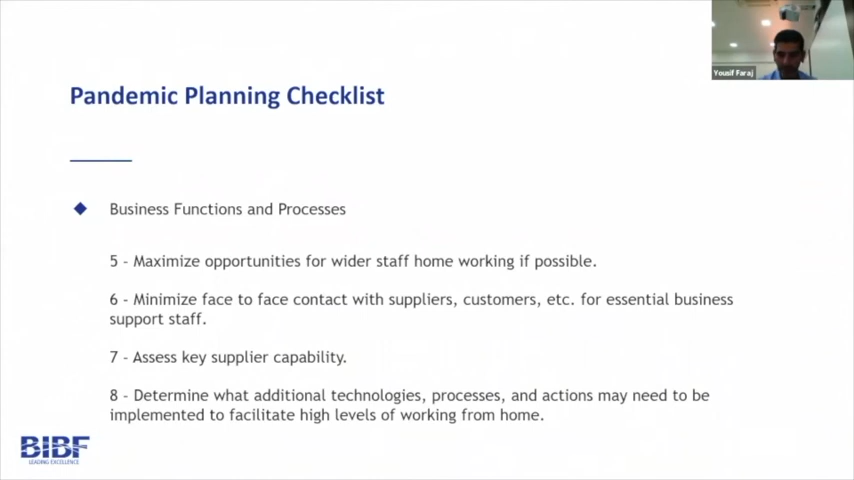 Yousif Faraj
Pandemic Planning Checklist
Business Functions and Processes
5 - Maximize opportunities for wider staff home working if possible.
6 - Minimize face to face contact with suppliers, customers, etc. for essential business
support staff.
7 - Assess key supplier capability.
8 - Determine what additional technologies, processes, and actions may need to be
implemented to facilitate high levels of working from home.
BIBF
LEADING EXCELLENCE